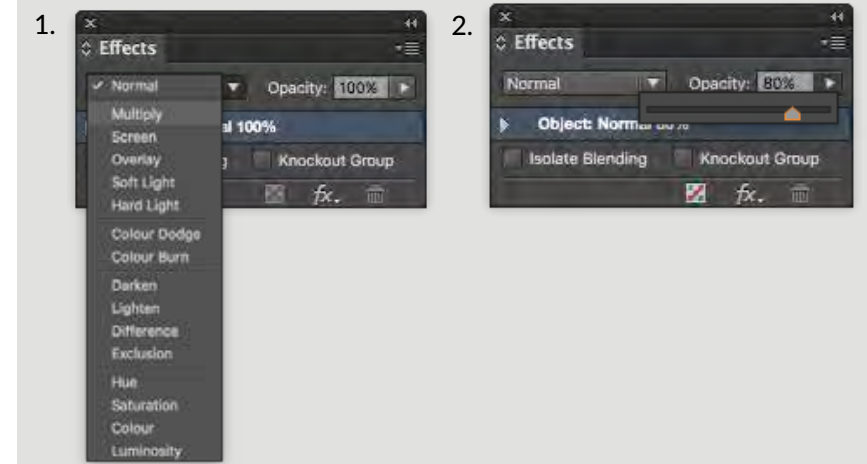 1.
Effects
Normal
Opacity: 100%
Multiply
Screen
Overlay
Soft Light
Hard Light
Colour Dodge
Colour Burn
Darken
Lighten
Difference
Exclusion
Hue
Saturation
Colour
Luminosity
al 100%
g
Knockout Group
fx.
2.
Effects
Normal
Opacity: 80%
Object: Normal 80%
Isolate Blending
Knockout Group
fx.